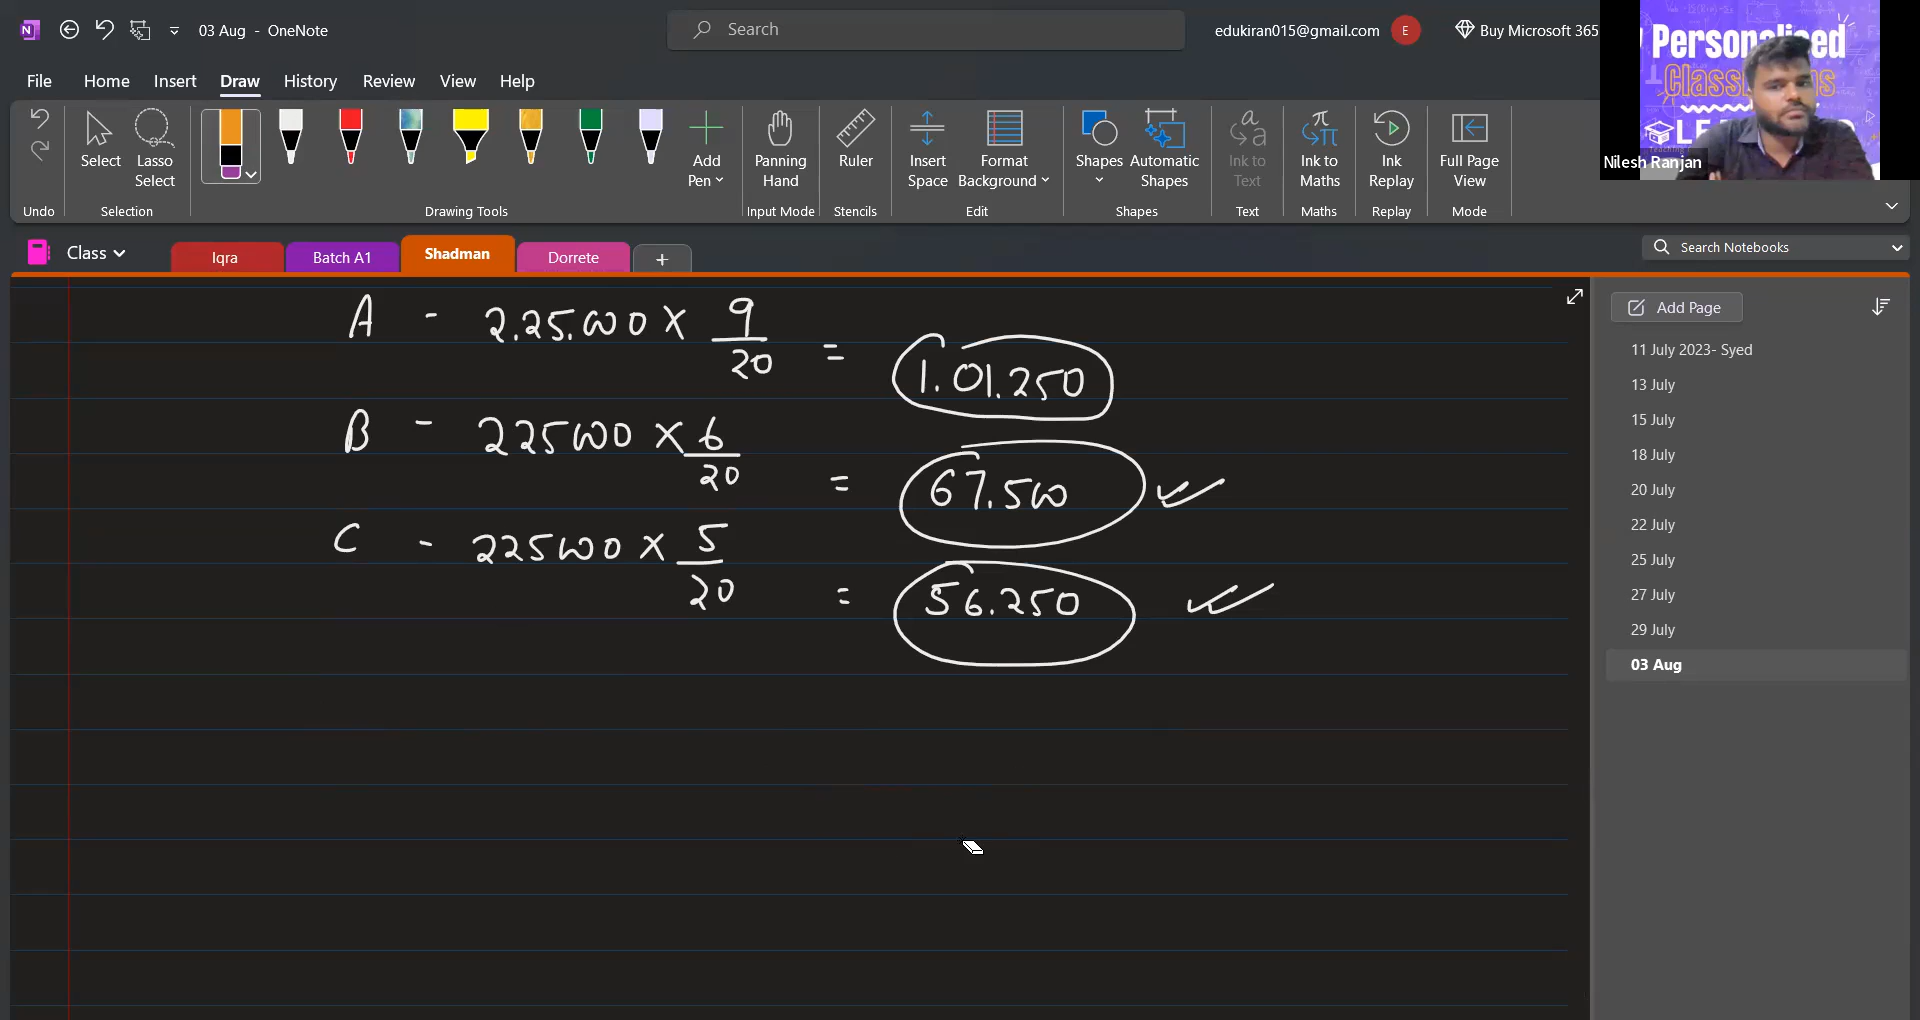 03 Aug - OneNote
Search
edukiran015@gmail.com
E
Buy Microsoft 365
File Home Insert Draw History Review View Help
Undo
Select
Lasso Select
Selection
Drawing Tools
Add Pen
Panning Hand
Input Mode
Ruler
Stencils
Insert Space
Format Background
Edit
Shapes
Automatic Shapes
Shapes
Ink to Text
Text
Ink to Maths
Maths
Ink Replay
Replay
Full Page View
Mode
Personalised
Nilesh Ranjan
Class
Iqra
Batch A1
Shadman
Dorrete
+
Search Notebooks
A - 2.25.000 × 9/20 = 1.01.250
B - 225000 × 6/20 = 67.500
C - 225000 × 5/20 = 56.250
Add Page
11 July 2023- Syed
13 July
15 July
18 July
20 July
22 July
25 July
27 July
29 July
03 Aug